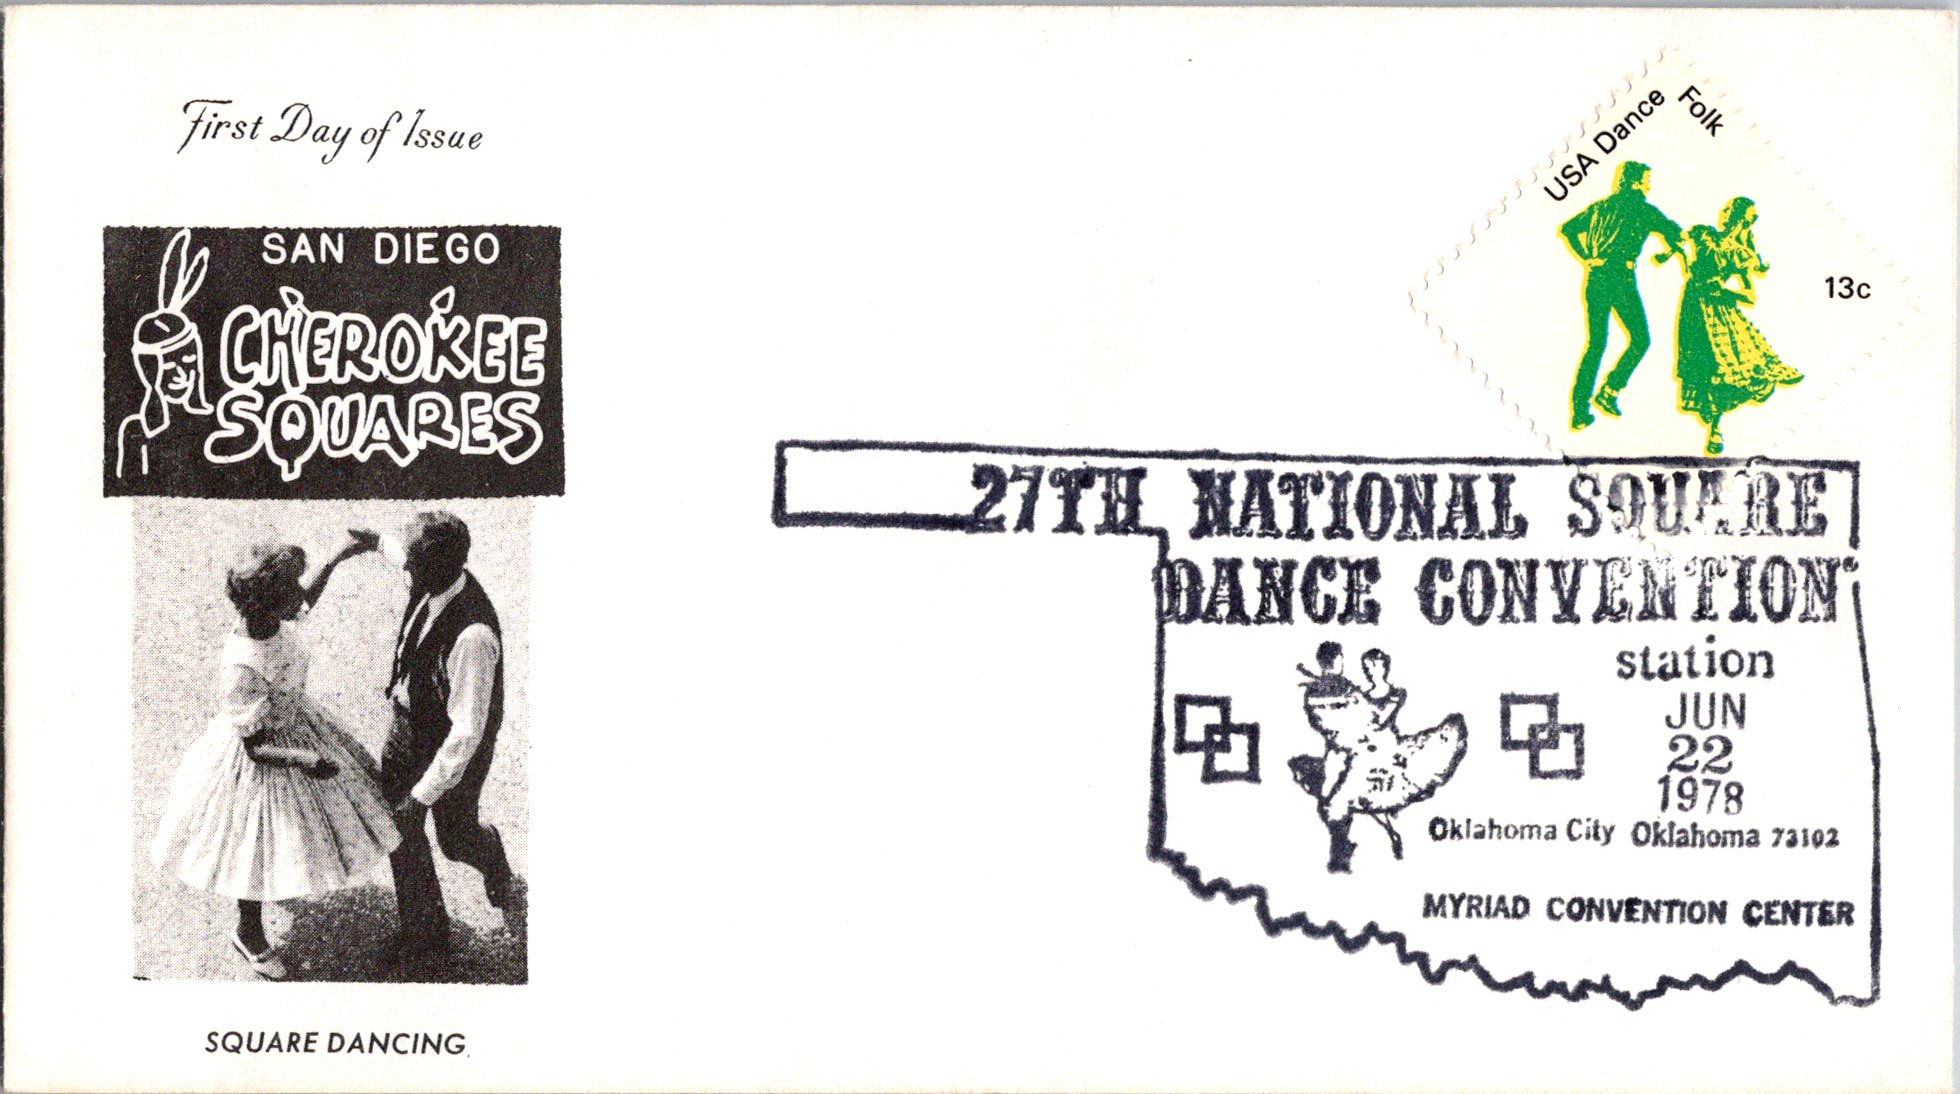 First Day of Issue
SAN DIEGO
CHEROKEE
SQUARES
SQUARE DANCING
USA Dance
Folk
13c
27TH NATIONAL SQUARE
DANCE CONVENTION
station
JUN
22
1978
Oklahoma City Oklahoma 73102
MYRIAD CONVENTION CENTER